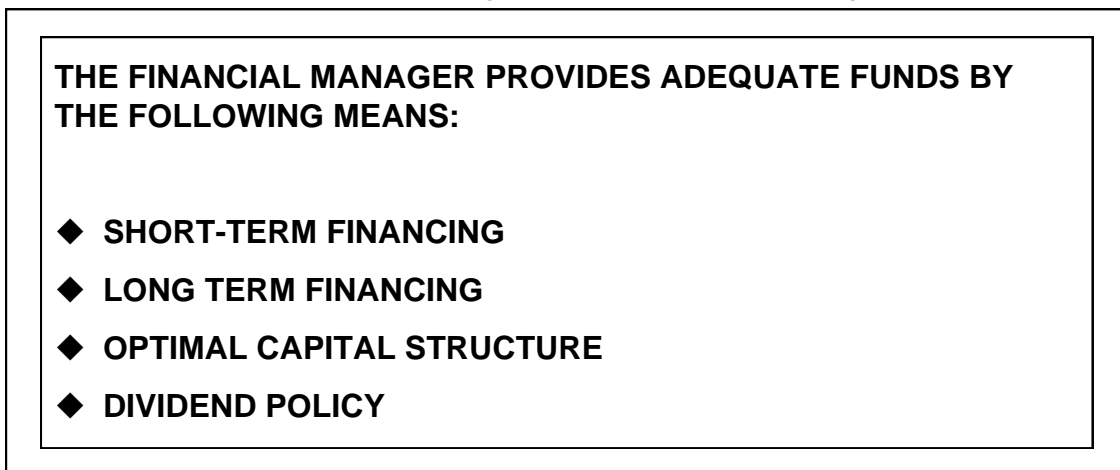 THE FINANCIAL MANAGER PROVIDES ADEQUATE FUNDS BY
THE FOLLOWING MEANS:
◆ SHORT-TERM FINANCING
◆ LONG TERM FINANCING
◆ OPTIMAL CAPITAL STRUCTURE
◆ DIVIDEND POLICY